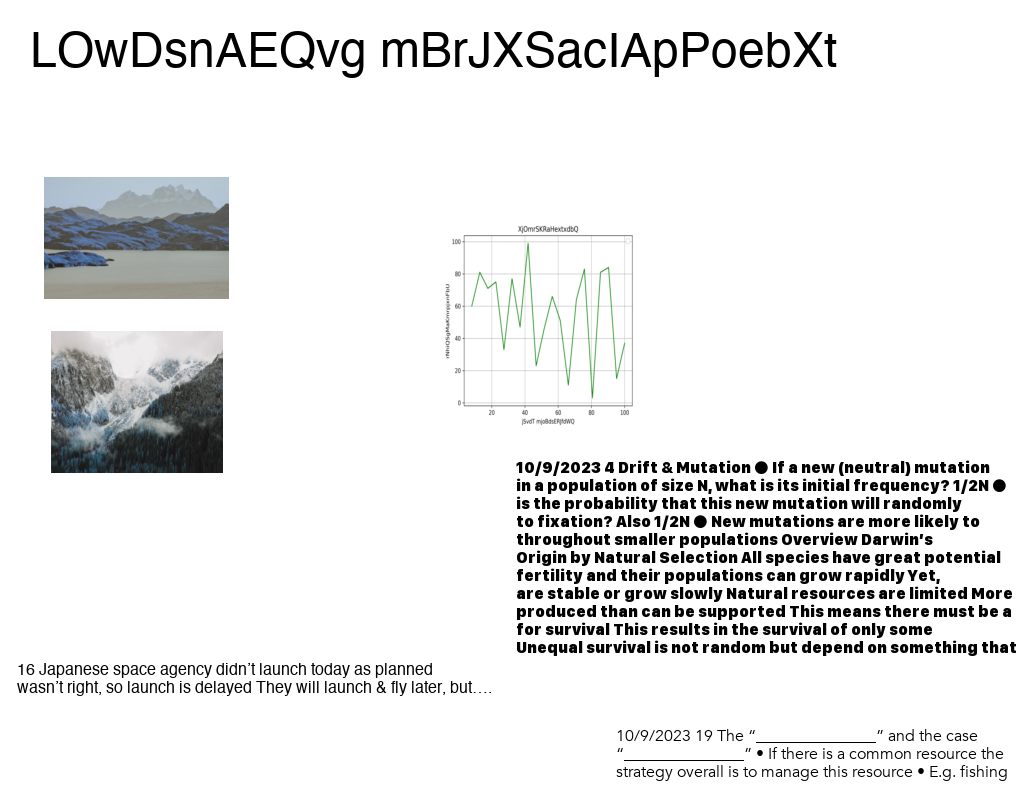 LOwDsnAEQvg mBrJXSacIApPoebXt
XjOmrSKRaHextxdbQ
100
80
60
40
20
0
20 40 60 80 100
10/9/2023 4 Drift & Mutation ● If a new (neutral) mutation
in a population of size N, what is its initial frequency? 1/2N ●
is the probability that this new mutation will randomly
to fixation? Also 1/2N ● New mutations are more likely to
throughout smaller populations Overview Darwin’s
Origin by Natural Selection All species have great potential
fertility and their populations can grow rapidly Yet,
are stable or grow slowly Natural resources are limited More
produced than can be supported This means there must be a
for survival This results in the survival of only some
Unequal survival is not random but depend on something that
16 Japanese space agency didn’t launch today as planned
wasn’t right, so launch is delayed They will launch & fly later, but….
10/9/2023 19 The “_______________” and the case
“_______________” • If there is a common resource the
strategy overall is to manage this resource • E.g. fishing